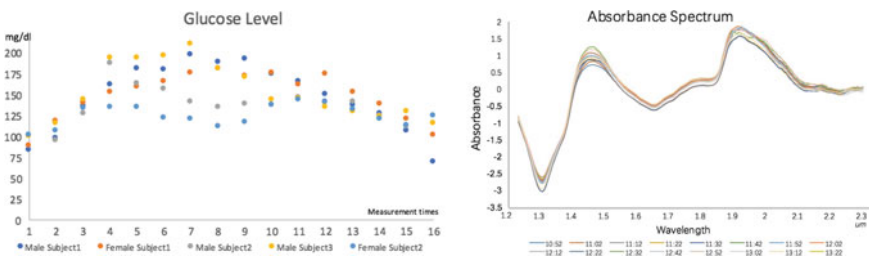 Glucose Level
mg/dl
200
175
150
125
100
75
50
25
0
Measurement times
1 2 3 4 5 6 7 8 9 10 11 12 13 14 15 16
Male Subject1 Female Subject1 Male Subject2 Male Subject3 Female Subject2
Absorbance Spectrum
Absorbance
2
1.5
1
0.5
0
-0.5
-1
-1.5
-2
-2.5
-3
-3.5
1.2 1.3 1.4 1.5 1.6 1.7 1.8 1.9 2 2.1 2.2 2.3
Wavelength
um
10:52 11:02 11:12 11:22 11:32 11:42 11:52 12:02
12:12 12:22 12:32 12:42 12:52 13:02 13:12 13:22